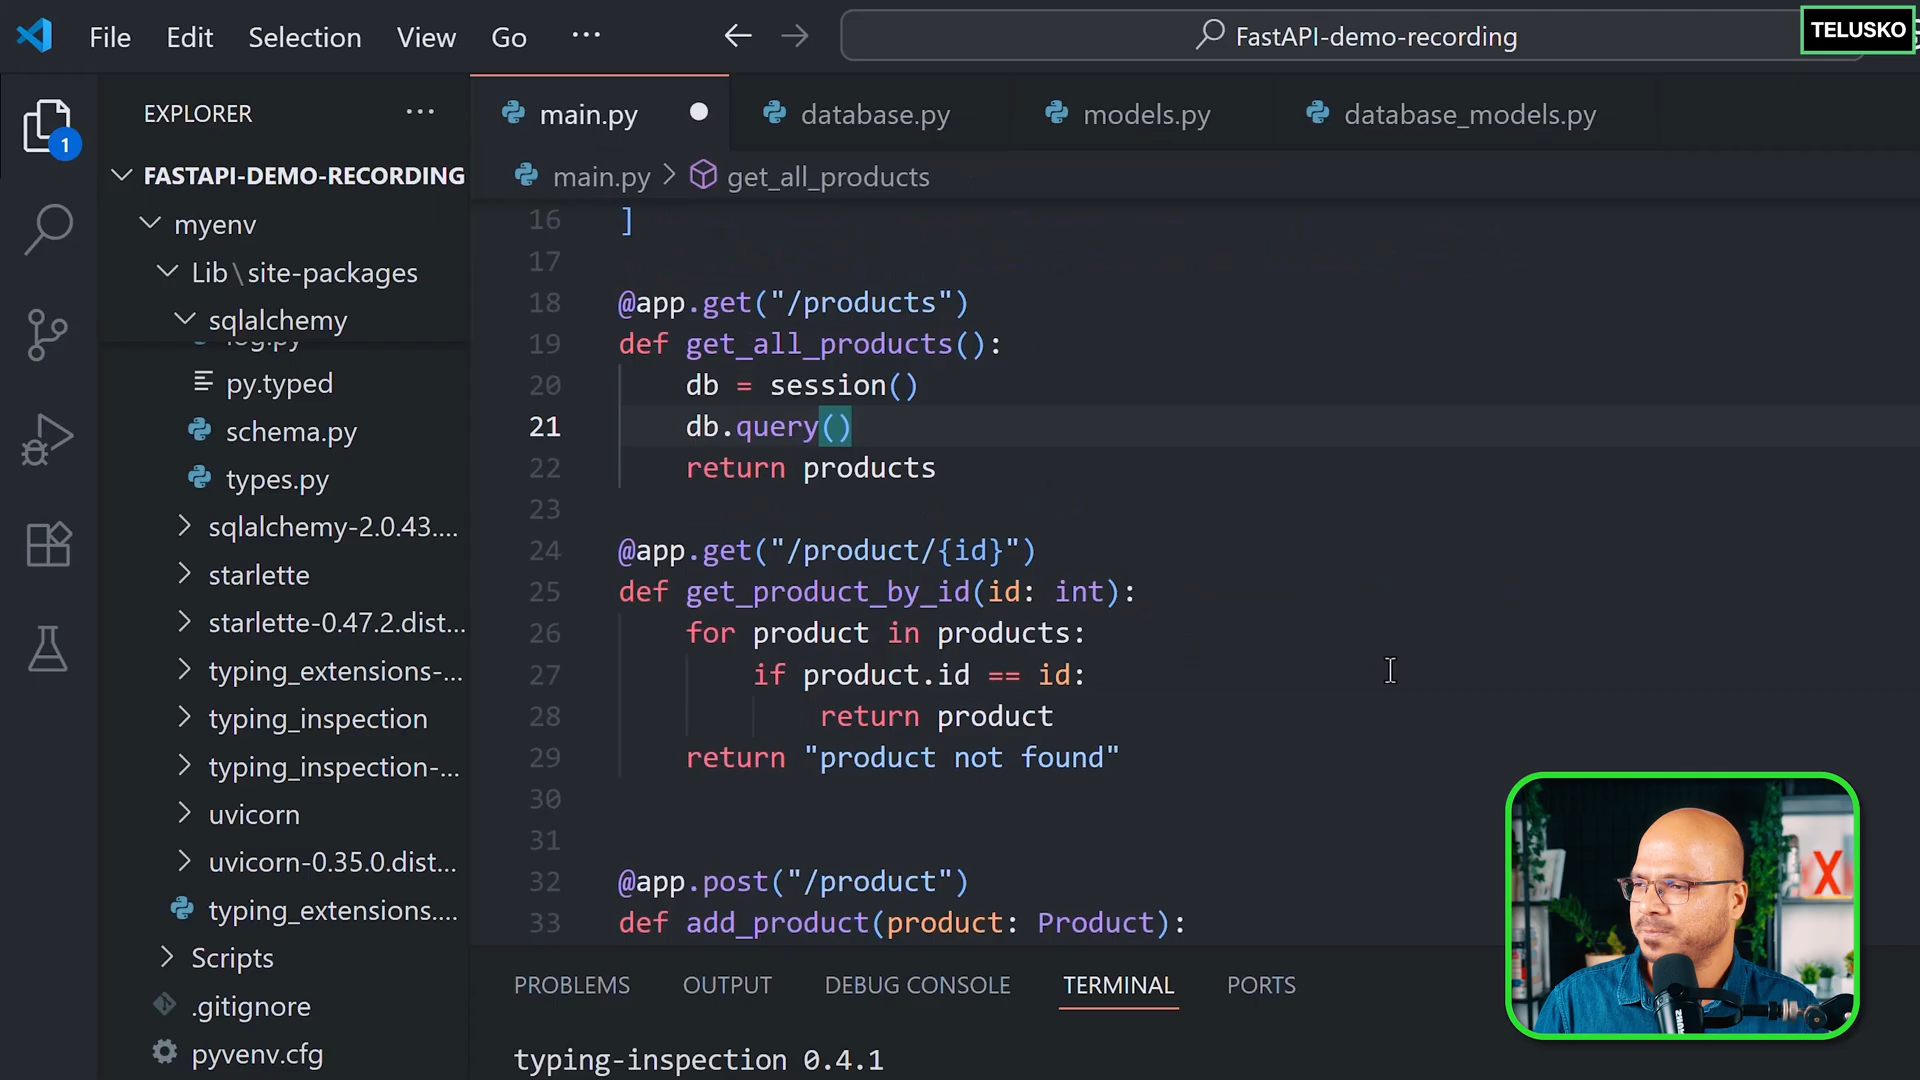 File Edit Selection View Go ...
FastAPI-demo-recording
TELUSKO
EXPLORER ...
FASTAPI-DEMO-RECORDING
myenv
Lib\site-packages
sqlalchemy
log.py
py.typed
schema.py
types.py
sqlalchemy-2.0.43....
starlette
starlette-0.47.2.dist...
typing_extensions-...
typing_inspection
typing_inspection-...
uvicorn
uvicorn-0.35.0.dist...
typing_extensions....
Scripts
.gitignore
pyvenv.cfg
1
main.py database.py models.py database_models.py
main.py > get_all_products
16 ]
17
18 @app.get("/products")
19 def get_all_products():
20     db = session()
21     db.query()
22     return products
23
24 @app.get("/product/{id}")
25 def get_product_by_id(id: int):
26     for product in products:
27         if product.id == id:
28             return product
29     return "product not found"
30
31
32 @app.post("/product")
33 def add_product(product: Product):
PROBLEMS OUTPUT DEBUG CONSOLE TERMINAL PORTS
typing-inspection 0.4.1
X